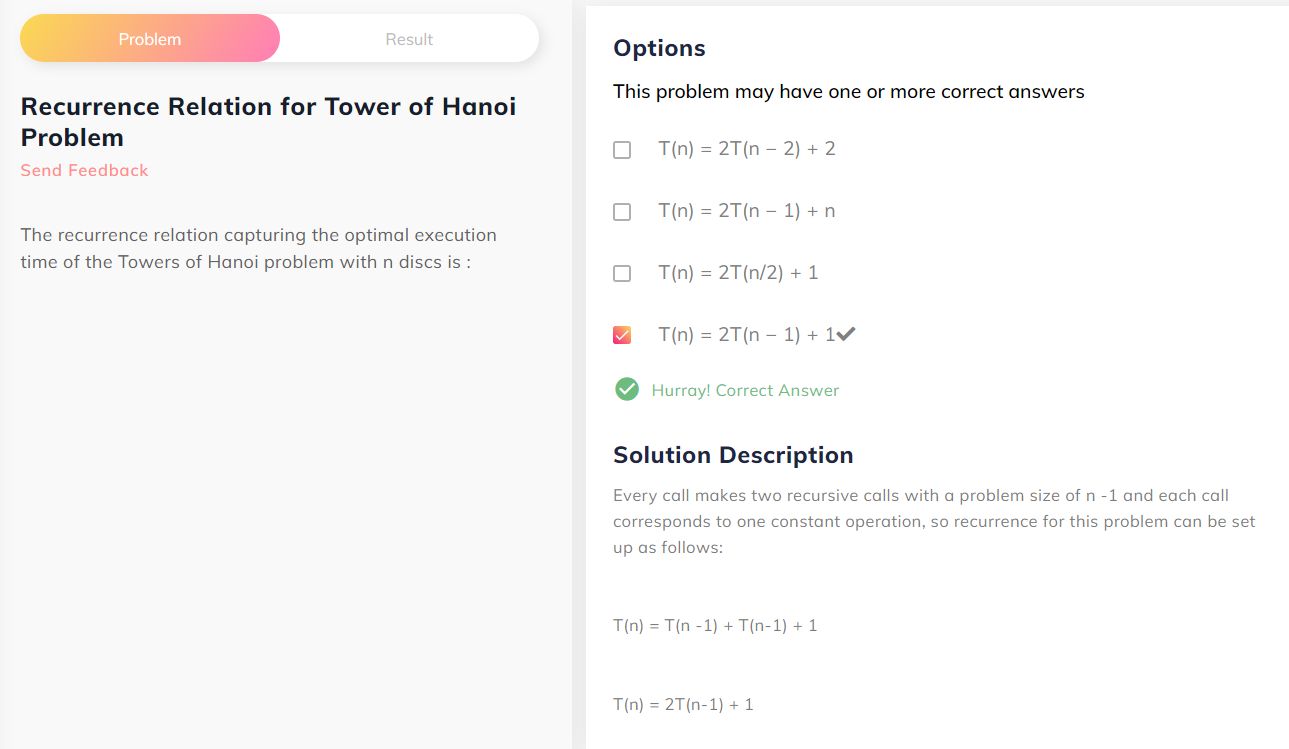 Problem
Result
Recurrence Relation for Tower of Hanoi
Problem
Send Feedback
The recurrence relation capturing the optimal execution
time of the Towers of Hanoi problem with n discs is :
Options
This problem may have one or more correct answers
T(n) = 2T(n − 2) + 2
T(n) = 2T(n − 1) + n
T(n) = 2T(n/2) + 1
T(n) = 2T(n − 1) + 1
Hurray! Correct Answer
Solution Description
Every call makes two recursive calls with a problem size of n -1 and each call
corresponds to one constant operation, so recurrence for this problem can be set
up as follows:
T(n) = T(n -1) + T(n-1) + 1
T(n) = 2T(n-1) + 1